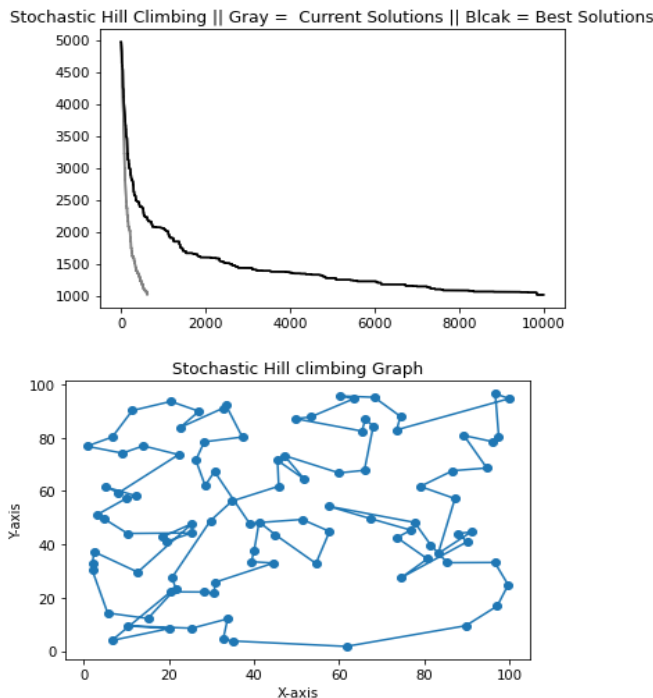 Stochastic Hill Climbing || Gray =  Current Solutions || Blcak = Best Solutions
5000
4500
4000
3500
3000
2500
2000
1500
1000
0 2000 4000 6000 8000 10000
Stochastic Hill climbing Graph
100
80
60
40
20
0
Y-axis
0 20 40 60 80 100
X-axis